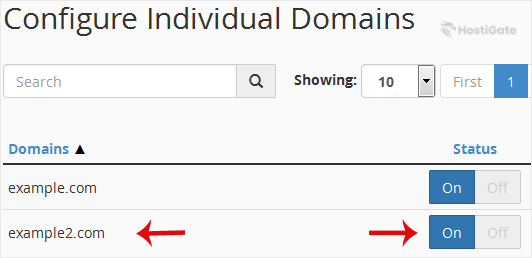 Configure Individual Domains
HostiGate
Search
Showing: 10 First 1
Domains ▲ Status
example.com On Off
example2.com On Off